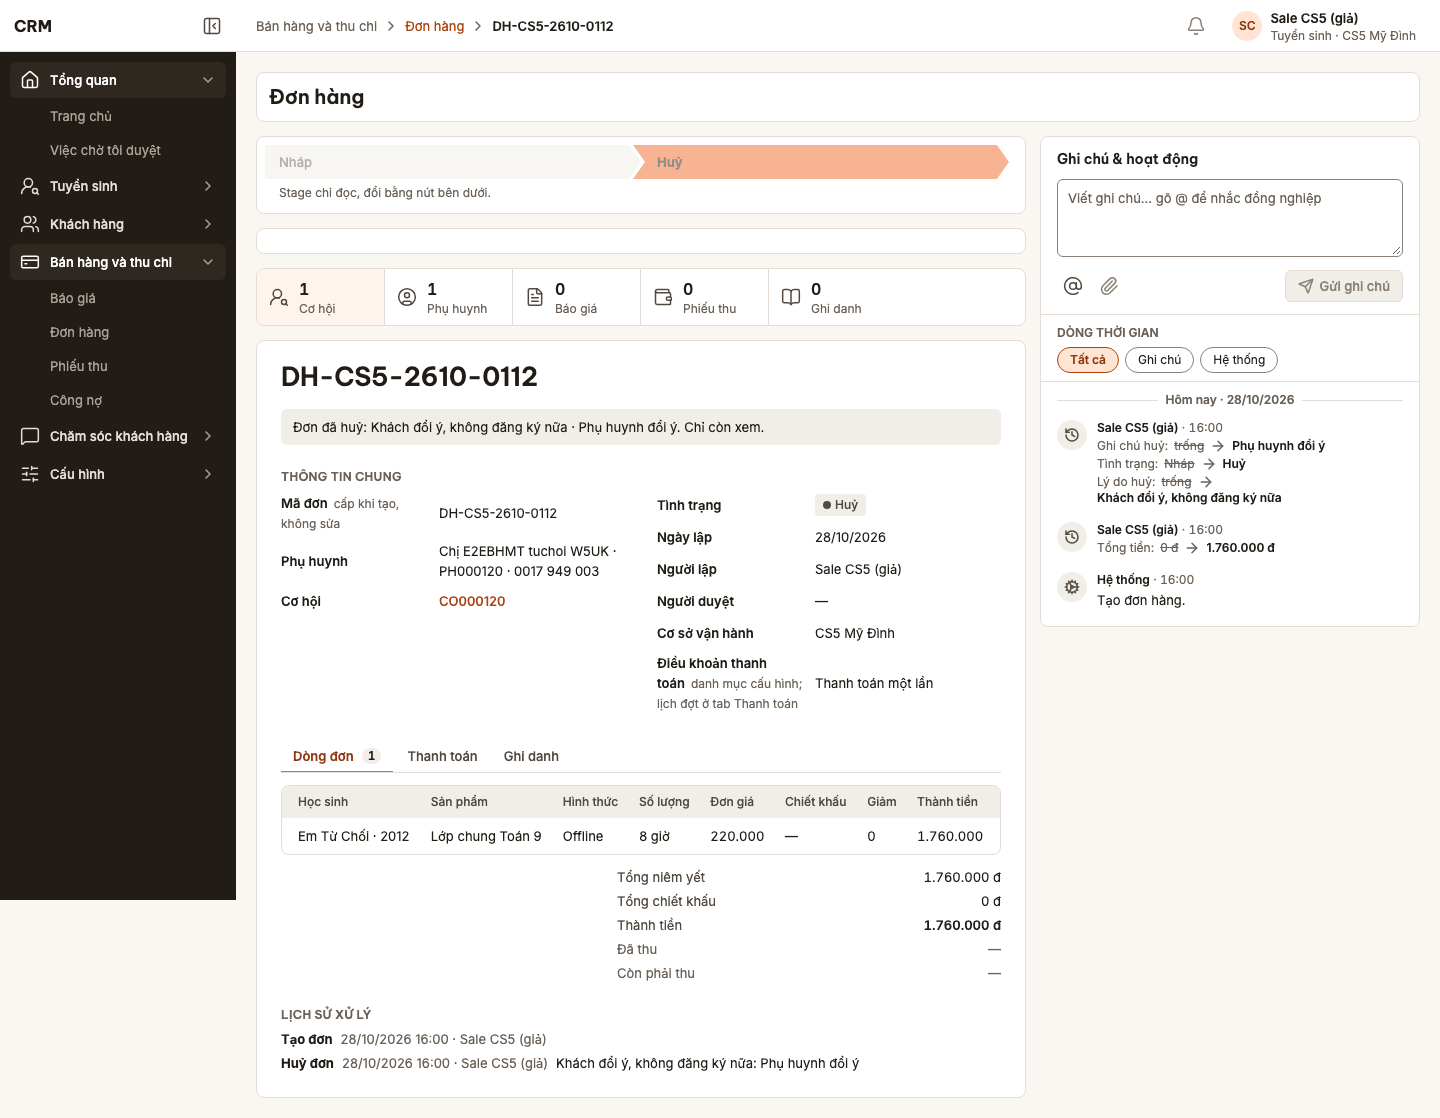 CRM
Bán hàng và thu chi
Đơn hàng
DH-CS5-2610-0112
SC
Sale CS5 (giả)
Tuyển sinh · CS5 Mỹ Đình
Tổng quan
Trang chủ
Việc chờ tôi duyệt
Tuyển sinh
Khách hàng
Bán hàng và thu chi
Báo giá
Đơn hàng
Phiếu thu
Công nợ
Chăm sóc khách hàng
Cấu hình
Đơn hàng
Nháp
Huỷ
Stage chỉ đọc, đổi bằng nút bên dưới.
1
Cơ hội
1
Phụ huynh
0
Báo giá
0
Phiếu thu
0
Ghi danh
DH-CS5-2610-0112
Đơn đã huỷ: Khách đổi ý, không đăng ký nữa · Phụ huynh đổi ý. Chỉ còn xem.
THÔNG TIN CHUNG
Mã đơn cấp khi tạo,
không sửa
DH-CS5-2610-0112
Phụ huynh
Chị E2EBHMT tuchoi W5UK ·
PH000120 · 0017 949 003
Cơ hội
CO000120
Tình trạng
Huỷ
Ngày lập
28/10/2026
Người lập
Sale CS5 (giả)
Người duyệt
—
Cơ sở vận hành
CS5 Mỹ Đình
Điều khoản thanh
toán danh mục cấu hình;
lịch đợt ở tab Thanh toán
Thanh toán một lần
Dòng đơn 1
Thanh toán
Ghi danh
Học sinh Sản phẩm Hình thức Số lượng Đơn giá Chiết khấu Giảm Thành tiền
Em Từ Chối · 2012 Lớp chung Toán 9 Offline 8 giờ 220.000 — 0 1.760.000
Tổng niêm yết 1.760.000 đ
Tổng chiết khấu 0 đ
Thành tiền 1.760.000 đ
Đã thu —
Còn phải thu —
LỊCH SỬ XỬ LÝ
Tạo đơn 28/10/2026 16:00 · Sale CS5 (giả)
Huỷ đơn 28/10/2026 16:00 · Sale CS5 (giả) Khách đổi ý, không đăng ký nữa: Phụ huynh đổi ý
Ghi chú & hoạt động
Viết ghi chú... gõ @ để nhắc đồng nghiệp
Gửi ghi chú
DÒNG THỜI GIAN
Tất cả
Ghi chú
Hệ thống
Hôm nay · 28/10/2026
Sale CS5 (giả) · 16:00
Ghi chú huỷ: trống → Phụ huynh đổi ý
Tình trạng: Nháp → Huỷ
Lý do huỷ: trống →
Khách đổi ý, không đăng ký nữa
Sale CS5 (giả) · 16:00
Tổng tiền: 0 đ → 1.760.000 đ
Hệ thống · 16:00
Tạo đơn hàng.